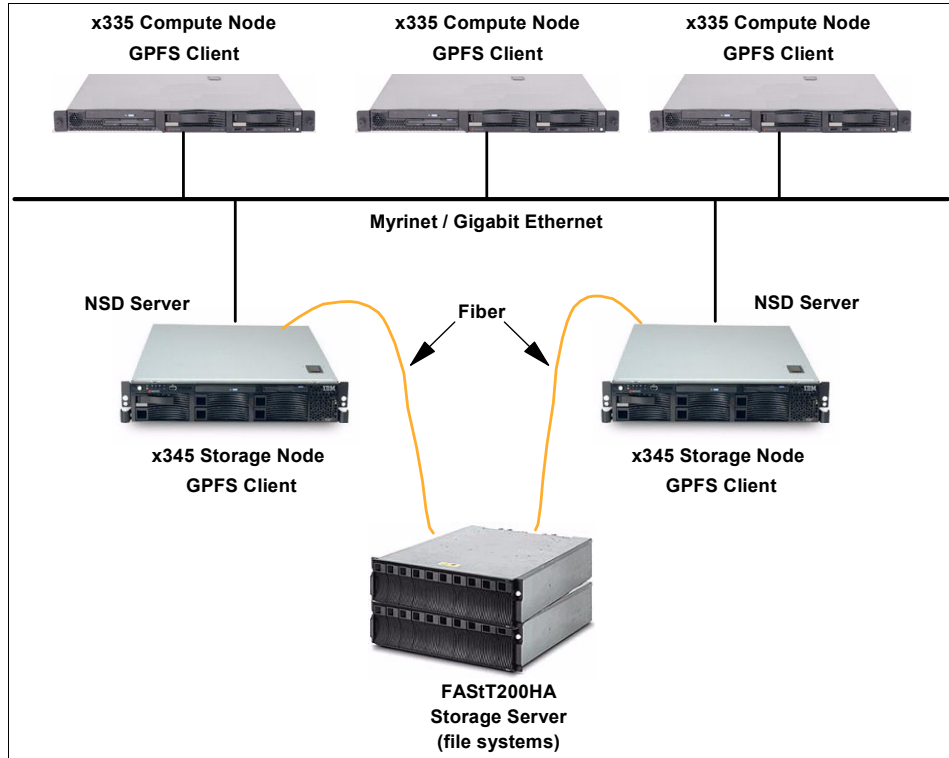 x335 Compute Node
GPFS Client
x335 Compute Node
GPFS Client
x335 Compute Node
GPFS Client
Myrinet / Gigabit Ethernet
NSD Server
Fiber
NSD Server
IBM
IBM
x345 Storage Node
GPFS Client
x345 Storage Node
GPFS Client
FAStT200HA
Storage Server
(file systems)